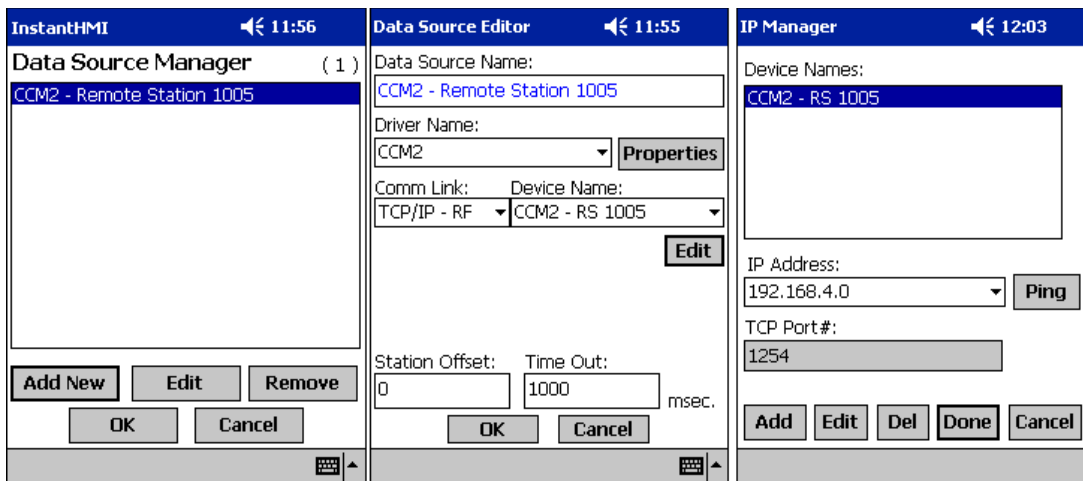 InstantHMI 11:56
Data Source Manager (1)
CCM2 - Remote Station 1005
Add New Edit Remove
OK Cancel
Data Source Editor 11:55
Data Source Name:
CCM2 - Remote Station 1005
Driver Name:
CCM2 Properties
Comm Link: Device Name:
TCP/IP - RF CCM2 - RS 1005
Edit
Station Offset: Time Out:
0 1000 msec.
OK Cancel
IP Manager 12:03
Device Names:
CCM2 - RS 1005
IP Address:
192.168.4.0 Ping
TCP Port#:
1254
Add Edit Del Done Cancel